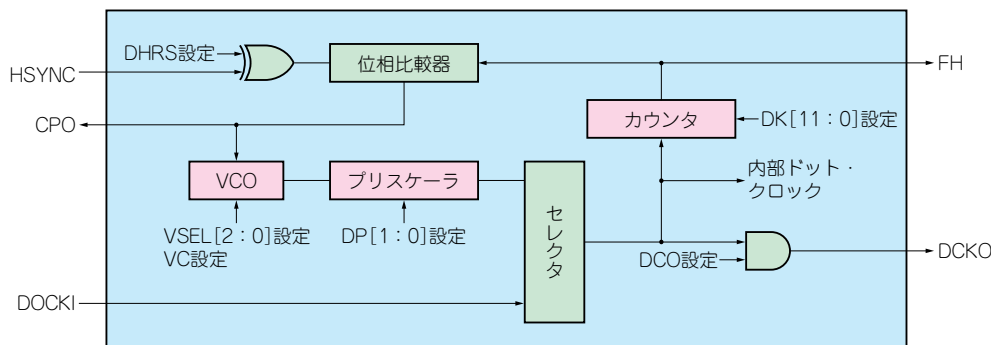 DHRS設定
位相比較器
HSYNC
FH
CPO
カウンタ
DK[11：0]設定
VCO
プリスケーラ
セレクタ
内部ドット・
クロック
VSEL[2：0]設定
VC設定
DP[1：0]設定
DCO設定
DCKO
DOCKI